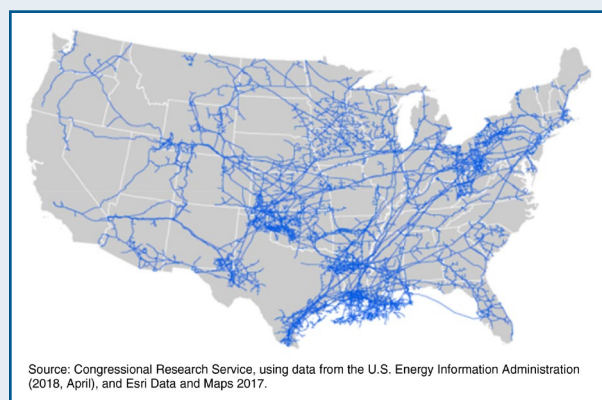 Source: Congressional Research Service, using data from the U.S. Energy Information Administration
(2018, April), and Esri Data and Maps 2017.